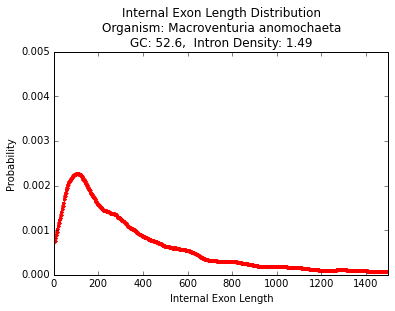 Internal Exon Length Distribution
Organism: Macroventuria anomochaeta
GC: 52.6,  Intron Density: 1.49
0.005
0.004
0.003
0.002
0.001
0.000
Probability
0 200 400 600 800 1000 1200 1400
Internal Exon Length